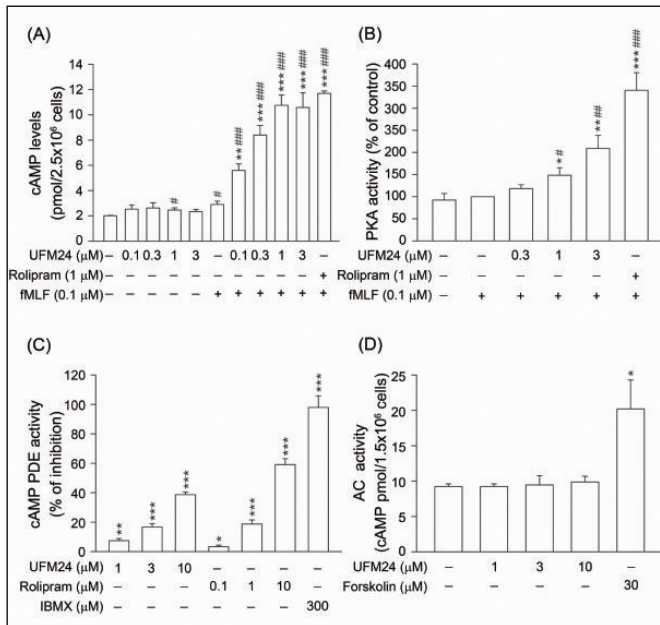 (A)
cAMP levels
(pmol/2.5x10⁶ cells)
14
12
10
8
6
4
2
0
#
#
** ###
*** ###
*** ###
*** ###
*** ###
UFM24 (μM) – 0.1 0.3 1 3 – 0.1 0.3 1 3 –
Rolipram (1 μM) – – – – – – – – – – +
fMLF (0.1 μM) – – – – – + + + + + +
(B)
PKA activity (% of control)
400
350
300
250
200
150
100
50
0
* #
** ##
*** ###
UFM24 (μM) – – 0.3 1 3 –
Rolipram (1 μM) – – – – – +
fMLF (0.1 μM) – + + + + +
(C)
cAMP PDE activity
(% of inhibition)
120
100
80
60
40
20
0
**
***
***
*
***
***
***
UFM24 (μM) 1 3 10 – – – –
Rolipram (μM) – – – 0.1 1 10 –
IBMX (μM) – – – – – – 300
(D)
AC activity
(cAMP pmol/1.5x10⁶ cells)
25
20
15
10
5
0
*
UFM24 (μM) – 1 3 10 –
Forskolin (μM) – – – – 30